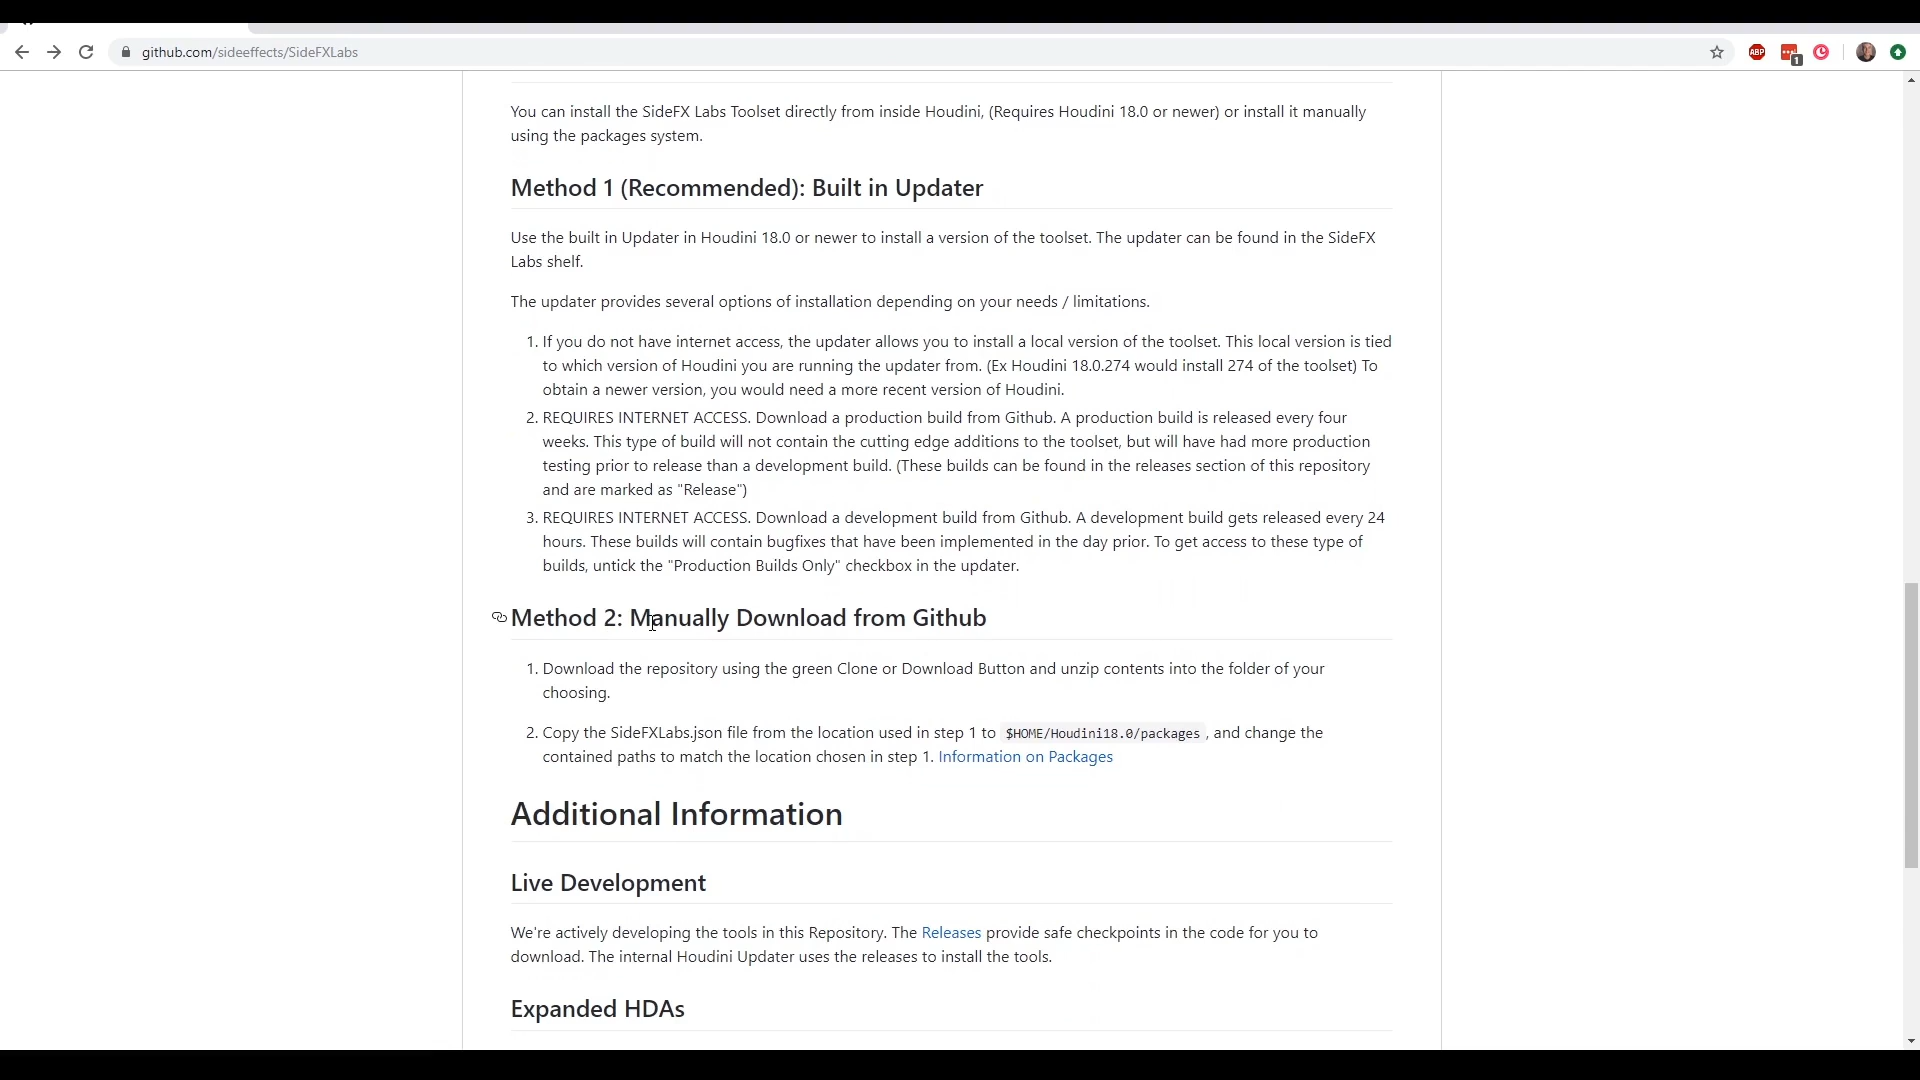 github.com/sideeffects/SideFXLabs
ABP
1
You can install the SideFX Labs Toolset directly from inside Houdini, (Requires Houdini 18.0 or newer) or install it manually
using the packages system.
Method 1 (Recommended): Built in Updater
Use the built in Updater in Houdini 18.0 or newer to install a version of the toolset. The updater can be found in the SideFX
Labs shelf.
The updater provides several options of installation depending on your needs / limitations.
1. If you do not have internet access, the updater allows you to install a local version of the toolset. This local version is tied
to which version of Houdini you are running the updater from. (Ex Houdini 18.0.274 would install 274 of the toolset) To
obtain a newer version, you would need a more recent version of Houdini.
2. REQUIRES INTERNET ACCESS. Download a production build from Github. A production build is released every four
weeks. This type of build will not contain the cutting edge additions to the toolset, but will have had more production
testing prior to release than a development build. (These builds can be found in the releases section of this repository
and are marked as "Release")
3. REQUIRES INTERNET ACCESS. Download a development build from Github. A development build gets released every 24
hours. These builds will contain bugfixes that have been implemented in the day prior. To get access to these type of
builds, untick the "Production Builds Only" checkbox in the updater.
Method 2: Manually Download from Github
1. Download the repository using the green Clone or Download Button and unzip contents into the folder of your
choosing.
2. Copy the SideFXLabs.json file from the location used in step 1 to $HOME/Houdini18.0/packages , and change the
contained paths to match the location chosen in step 1. Information on Packages
Additional Information
Live Development
We're actively developing the tools in this Repository. The Releases provide safe checkpoints in the code for you to
download. The internal Houdini Updater uses the releases to install the tools.
Expanded HDAs